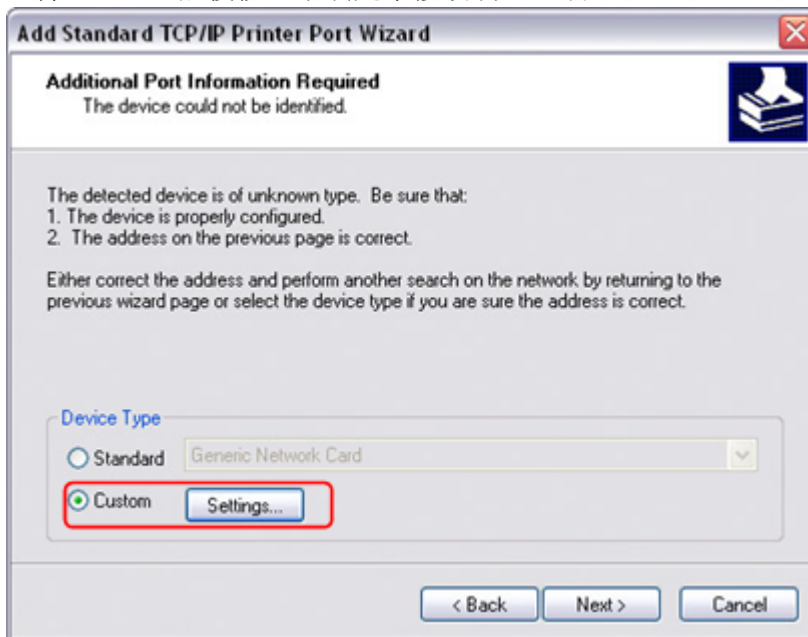 Add Standard TCP/IP Printer Port Wizard
Additional Port Information Required
The device could not be identified.
The detected device is of unknown type. Be sure that:
1. The device is properly configured.
2. The address on the previous page is correct.
Either correct the address and perform another search on the network by returning to the
previous wizard page or select the device type if you are sure the address is correct.
Device Type
Standard Generic Network Card
Custom Settings...
< Back Next > Cancel